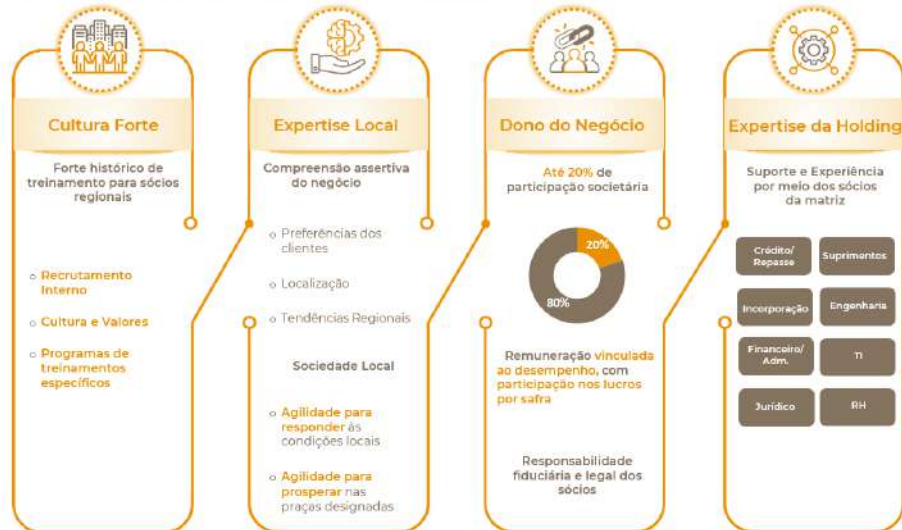 Cultura Forte
Forte histórico de
treinamento para sócios
regionais
Recrutamento
Interno
Cultura e Valores
Programas de
treinamentos
específicos
Expertise Local
Compreensão assertiva
do negócio
Preferências dos
clientes
Localização
Tendências Regionais
Sociedade Local
Agilidade para
responder às
condições locais
Agilidade para
prosperar nas
praças designadas
Dono do Negócio
Até 20% de
participação societária
20%
80%
Remuneração vinculada
ao desempenho, com
participação nos lucros
por safra
Responsabilidade
fiduciária e legal dos
sócios
Expertise da Holding
Suporte e Experiência
por meio dos sócios
da matriz
Crédito/
Repasse
Suprimentos
Incorporação
Engenharia
Financeiro/
Adm.
TI
Jurídico
RH